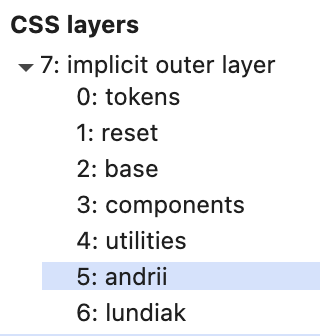 CSS layers
7: implicit outer layer
0: tokens
1: reset
2: base
3: components
4: utilities
5: andrii
6: lundiak